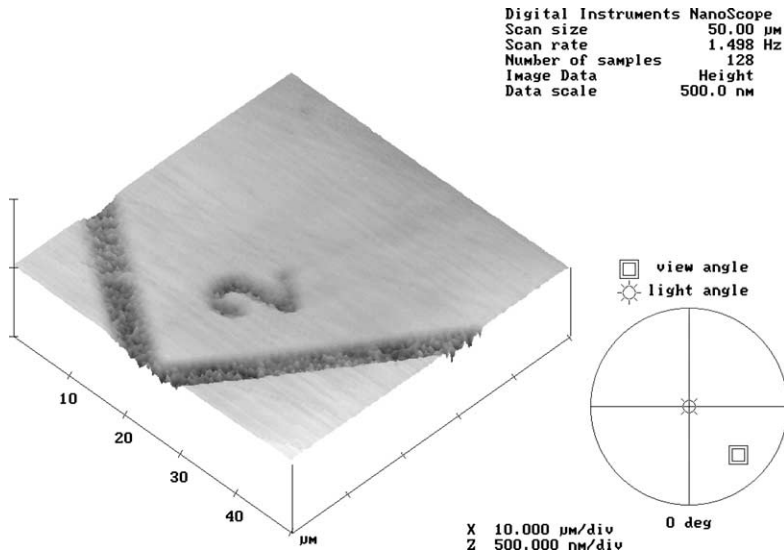 Digital Instruments NanoScope
Scan size 50.00 µm
Scan rate 1.498 Hz
Number of samples 128
Image Data Height
Data scale 500.0 nm
2
view angle
light angle
10
20
30
40
µm
0 deg
X 10.000 µm/div
Z 500.000 nm/div